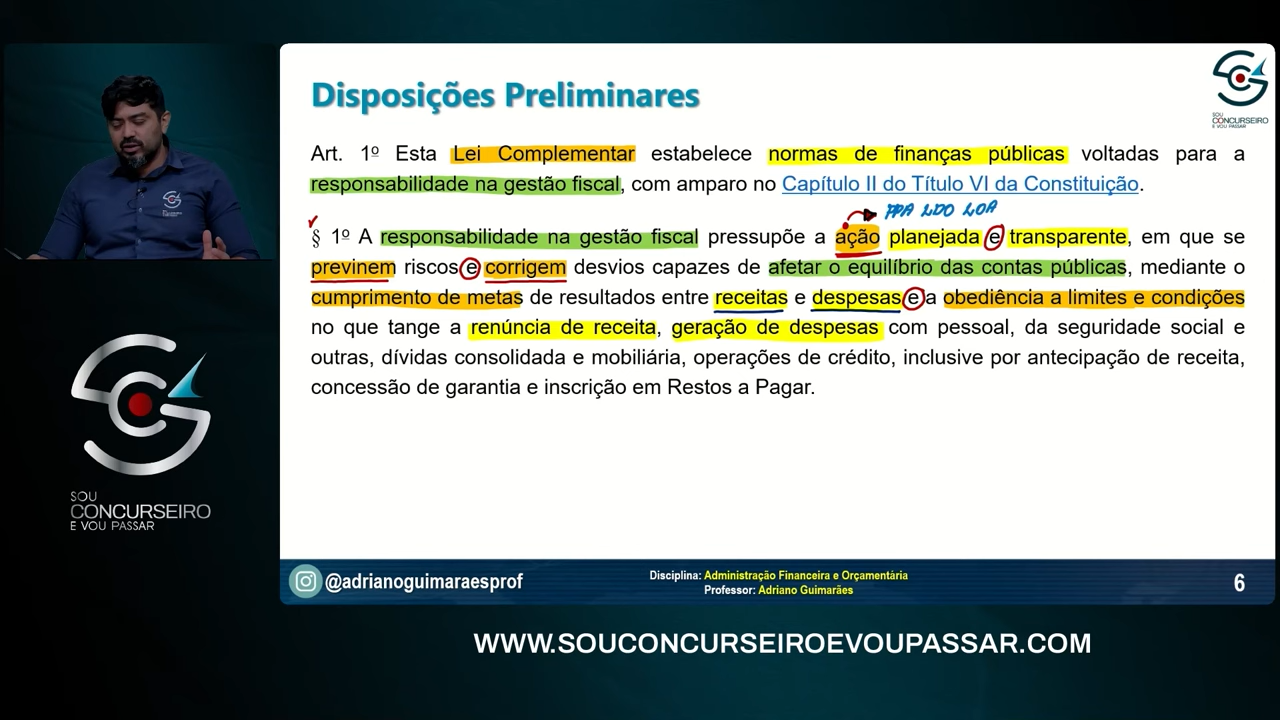 Disposições Preliminares
SOU
CONCURSEIRO
E VOU PASSAR
Art. 1º Esta Lei Complementar estabelece normas de finanças públicas voltadas para a
responsabilidade na gestão fiscal, com amparo no Capítulo II do Título VI da Constituição.
PPA LDO LOA
§ 1º A responsabilidade na gestão fiscal pressupõe a ação planejada e transparente, em que se
previnem riscos e corrigem desvios capazes de afetar o equilíbrio das contas públicas, mediante o
cumprimento de metas de resultados entre receitas e despesas e a obediência a limites e condições
no que tange a renúncia de receita, geração de despesas com pessoal, da seguridade social e
outras, dívidas consolidada e mobiliária, operações de crédito, inclusive por antecipação de receita,
concessão de garantia e inscrição em Restos a Pagar.
SOU
CONCURSEIRO
E VOU PASSAR
@adrianoguimaraesprof
Disciplina: Administração Financeira e Orçamentária
Professor: Adriano Guimarães
6
WWW.SOUCONCURSEIROEVOUPASSAR.COM